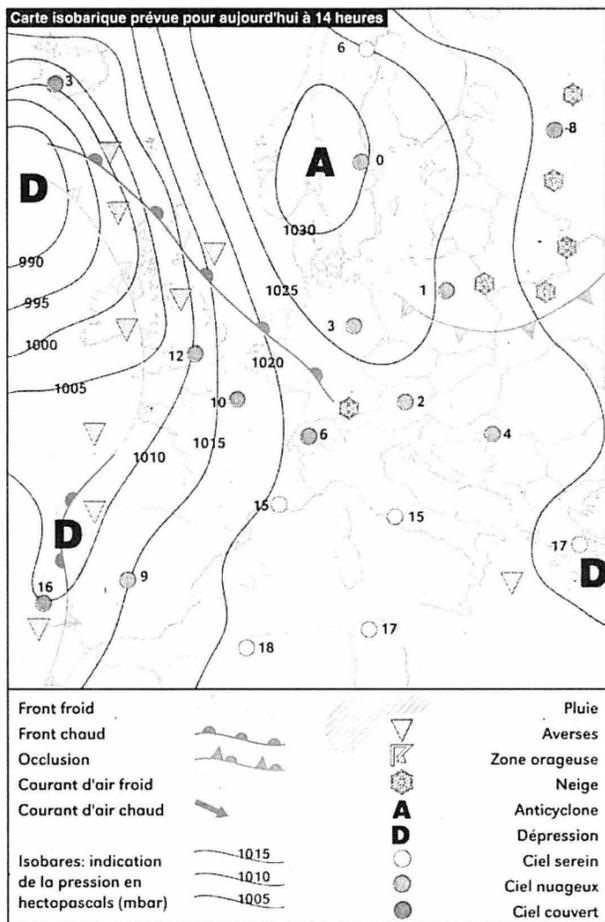 Carte isobarique prévue pour aujourd'hui à 14 heures
6
3
-8
A
0
D
1030
990
1025
1
995
3
1000
12
1020
1005
10
2
6
4
1015
1010
15
15
D
17
D
9
16
17
18
Front froid
Pluie
Front chaud
Averses
Occlusion
Zone orageuse
Courant d'air froid
Neige
Courant d'air chaud
A
Anticyclone
D
Dépression
Isobares: indication
1015
Ciel serein
de la pression en
1010
Ciel nuageux
hectopascals (mbar)
1005
Ciel couvert